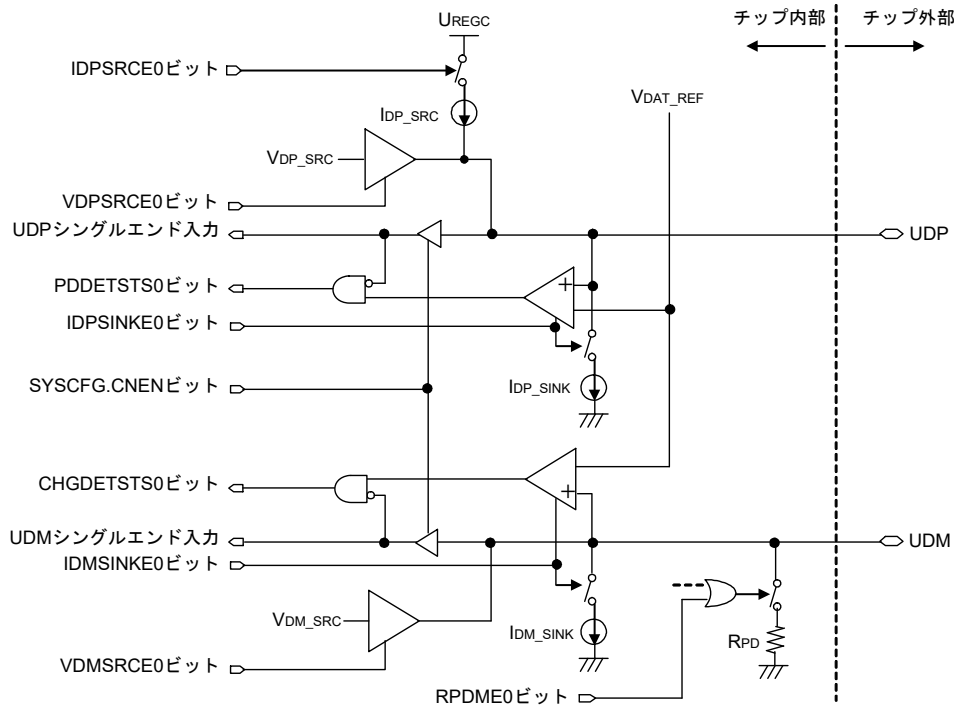 チップ内部 チップ外部
UREGC
IDPSRCE0ビット
IDP_SRC
VDAT_REF
VDP_SRC
VDPSRCE0ビット
UDPシングルエンド入力
UDP
PDDETSTS0ビット
+
IDPSINKE0ビット
SYSCFG.CNENビット
IDP_SINK
CHGDETSTS0ビット
+
UDMシングルエンド入力
UDM
IDMSINKE0ビット
VDM_SRC
IDM_SINK
RPD
VDMSRCE0ビット
RPDME0ビット